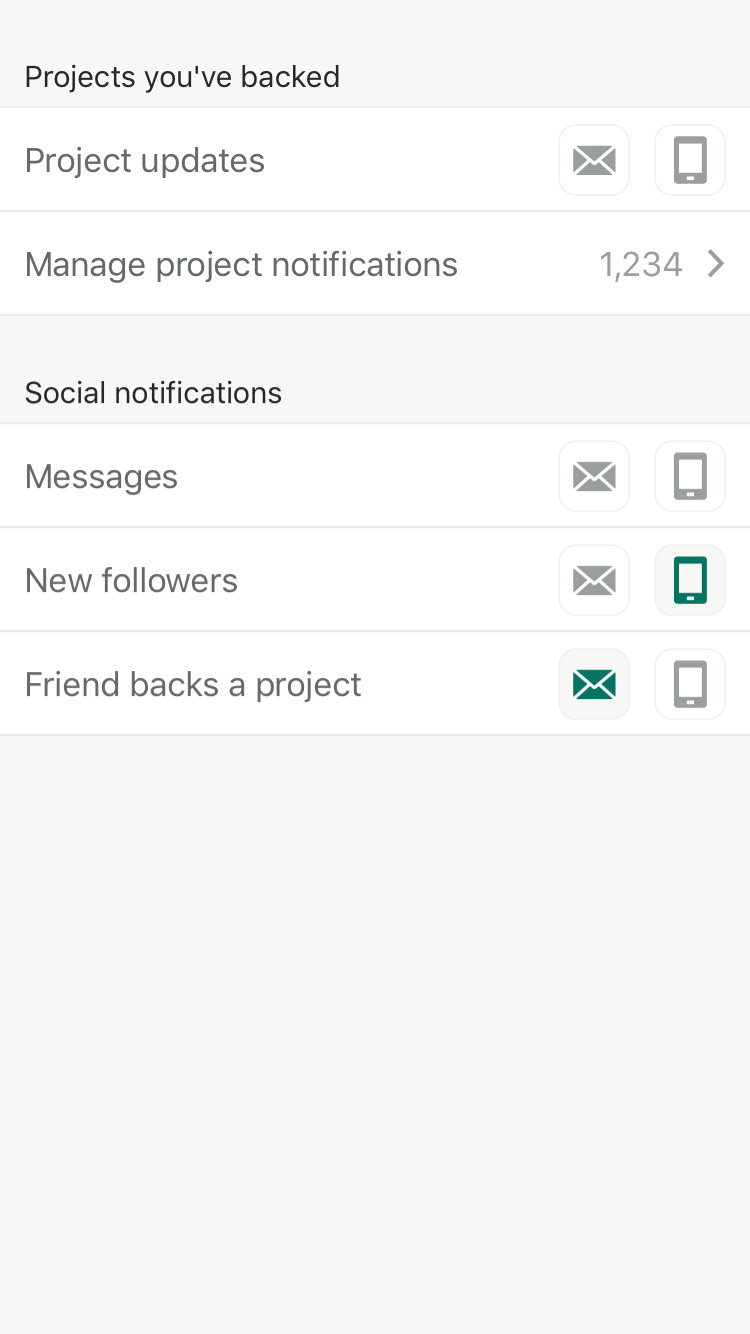 Projects you've backed
Project updates
Manage project notifications 1,234
Social notifications
Messages
New followers
Friend backs a project